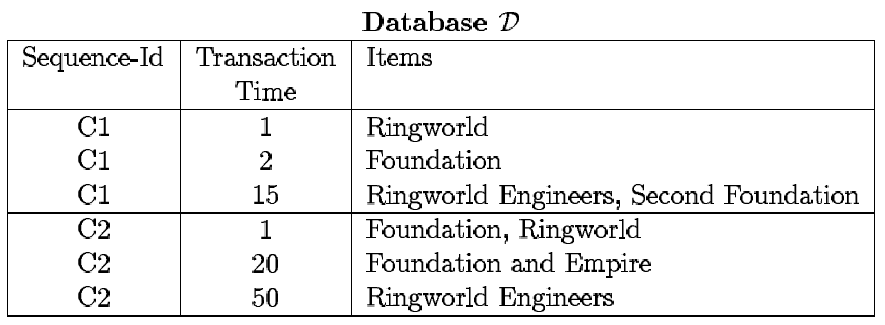 Database 𝒟
Sequence-Id Transaction Time Items
C1 1 Ringworld
C1 2 Foundation
C1 15 Ringworld Engineers, Second Foundation
C2 1 Foundation, Ringworld
C2 20 Foundation and Empire
C2 50 Ringworld Engineers